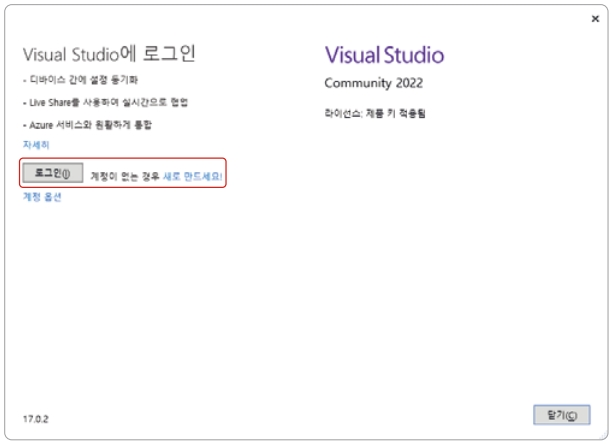 Visual Studio에 로그인
- 디바이스 간에 설정 동기화
- Live Share를 사용하여 실시간으로 협업
- Azure 서비스와 원활하게 통합
자세히
로그인(I)
계정이 없는 경우 새로 만드세요!
계정 옵션
17.0.2
Visual Studio
Community 2022
라이선스: 제품 키 적용됨
닫기(C)